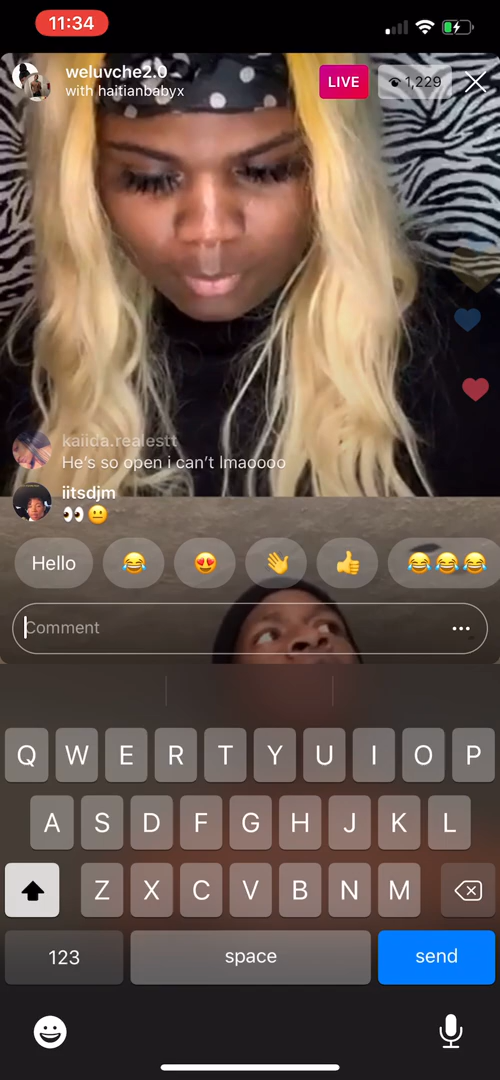 11:34
weluvche2.0
with haitianbabyx
LIVE
1,229
kaiida.realestt
He's so open i can't lmaoooo
iitsdjm
👀😐
Hello 😂 😍 👋 👍 😂😂😂
Comment
Q W E R T Y U I O P
A S D F G H J K L
Z X C V B N M
123 space send